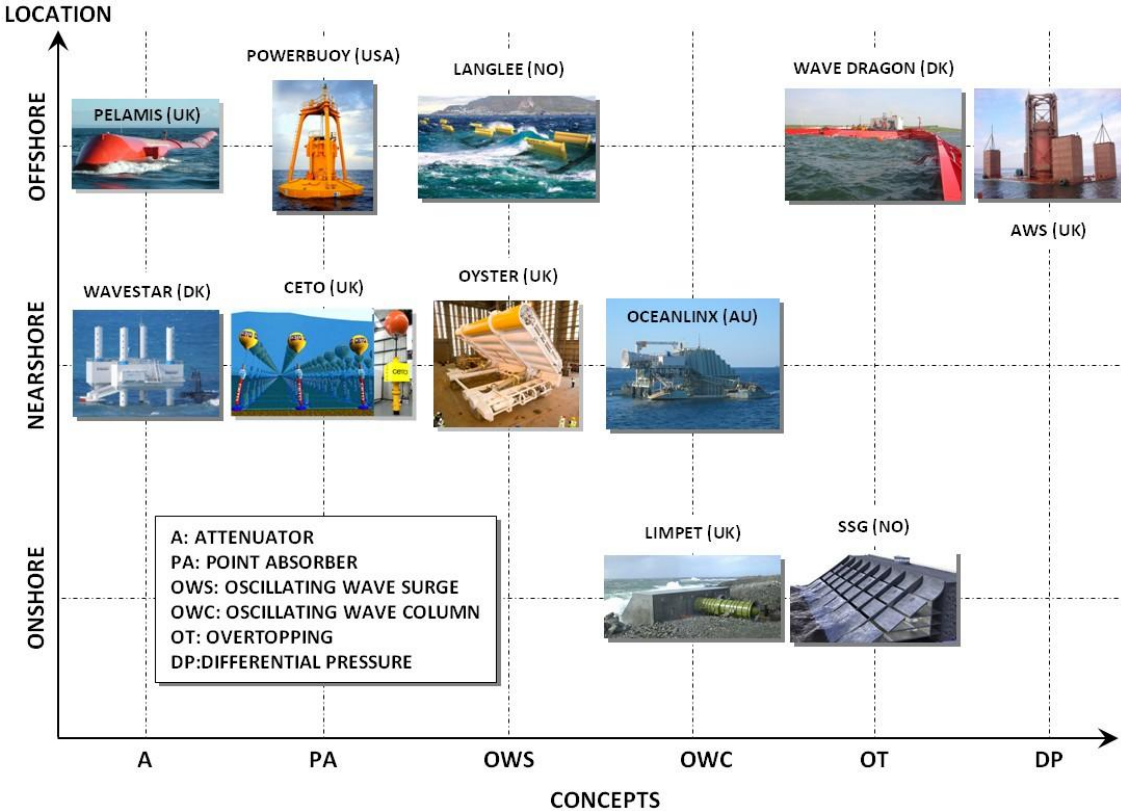 LOCATION
OFFSHORE
PELAMIS (UK)
POWERBUOY (USA)
LANGLEE (NO)
WAVE DRAGON (DK)
AWS (UK)
NEARSHORE
WAVESTAR (DK)
CETO (UK)
CETO
OYSTER (UK)
OCEANLINX (AU)
ONSHORE
LIMPET (UK)
SSG (NO)
A: ATTENUATOR
PA: POINT ABSORBER
OWS: OSCILLATING WAVE SURGE
OWC: OSCILLATING WAVE COLUMN
OT: OVERTOPPING
DP:DIFFERENTIAL PRESSURE
A PA OWS OWC OT DP
CONCEPTS